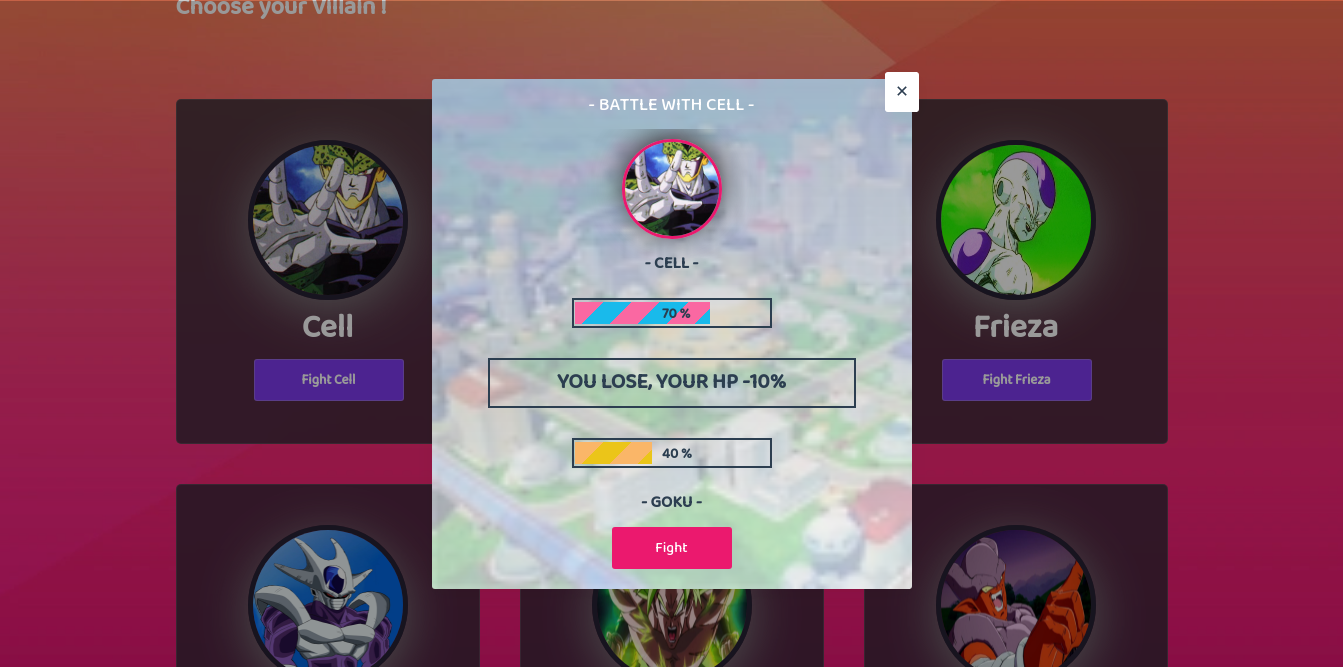 Choose your Villain !
- BATTLE WITH CELL -
×
- CELL -
70 %
YOU LOSE, YOUR HP -10%
40 %
- GOKU -
Fight
Cell
Fight Cell
Frieza
Fight Frieza